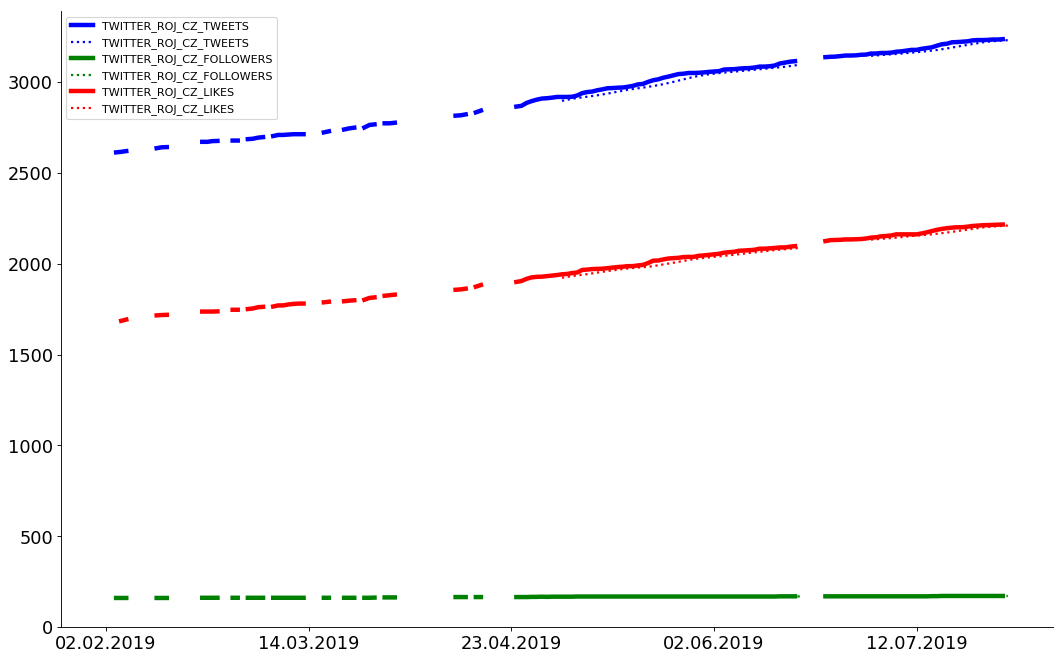 TWITTER_ROJ_CZ_TWEETS
TWITTER_ROJ_CZ_TWEETS
TWITTER_ROJ_CZ_FOLLOWERS
TWITTER_ROJ_CZ_FOLLOWERS
TWITTER_ROJ_CZ_LIKES
TWITTER_ROJ_CZ_LIKES
3000
2500
2000
1500
1000
500
0
02.02.2019 14.03.2019 23.04.2019 02.06.2019 12.07.2019